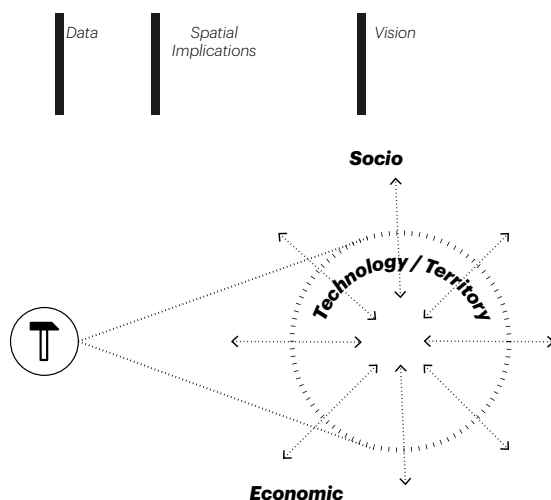 Data
Spatial
Implications
Vision
Socio
Technology / Territory
Economic